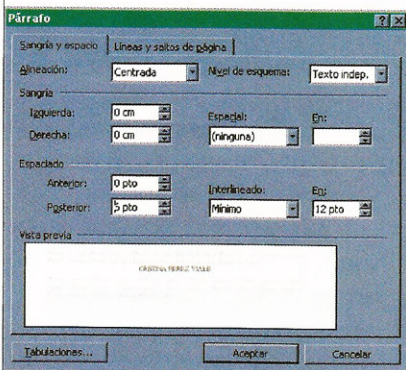 Párrafo
Sangría y espacio Líneas y saltos de página
Alineación: Centrada Nivel de esquema: Texto indep.
Sangría
Izquierda: 0 cm Especial: En:
Derecha: 0 cm (ninguna)
Espaciado
Anterior: 0 pto Interlineado: En:
Posterior: 5 pto Mínimo 12 pto
Vista previa
CRISTINA PEREZ
Tabulaciones... Aceptar Cancelar